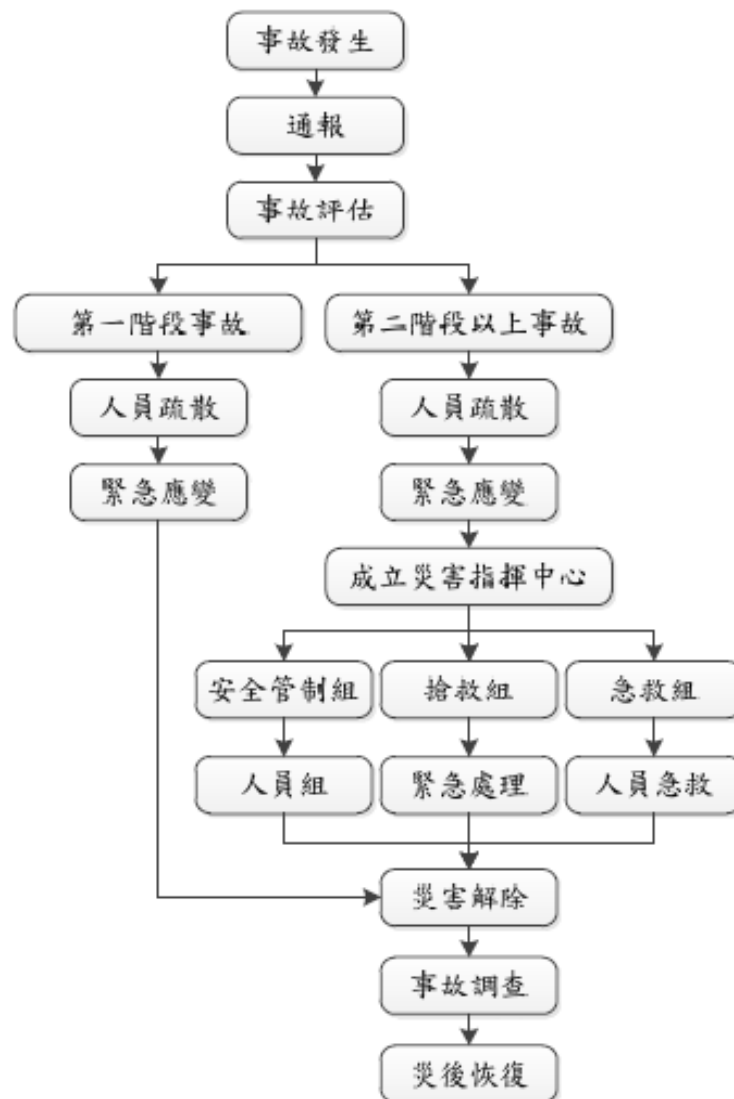 事故發生
通報
事故評估
第一階段事故
第二階段以上事故
人員疏散
人員疏散
緊急應變
緊急應變
成立災害指揮中心
安全管制組
搶救組
急救組
人員組
緊急處理
人員急救
災害解除
事故調查
災後恢復